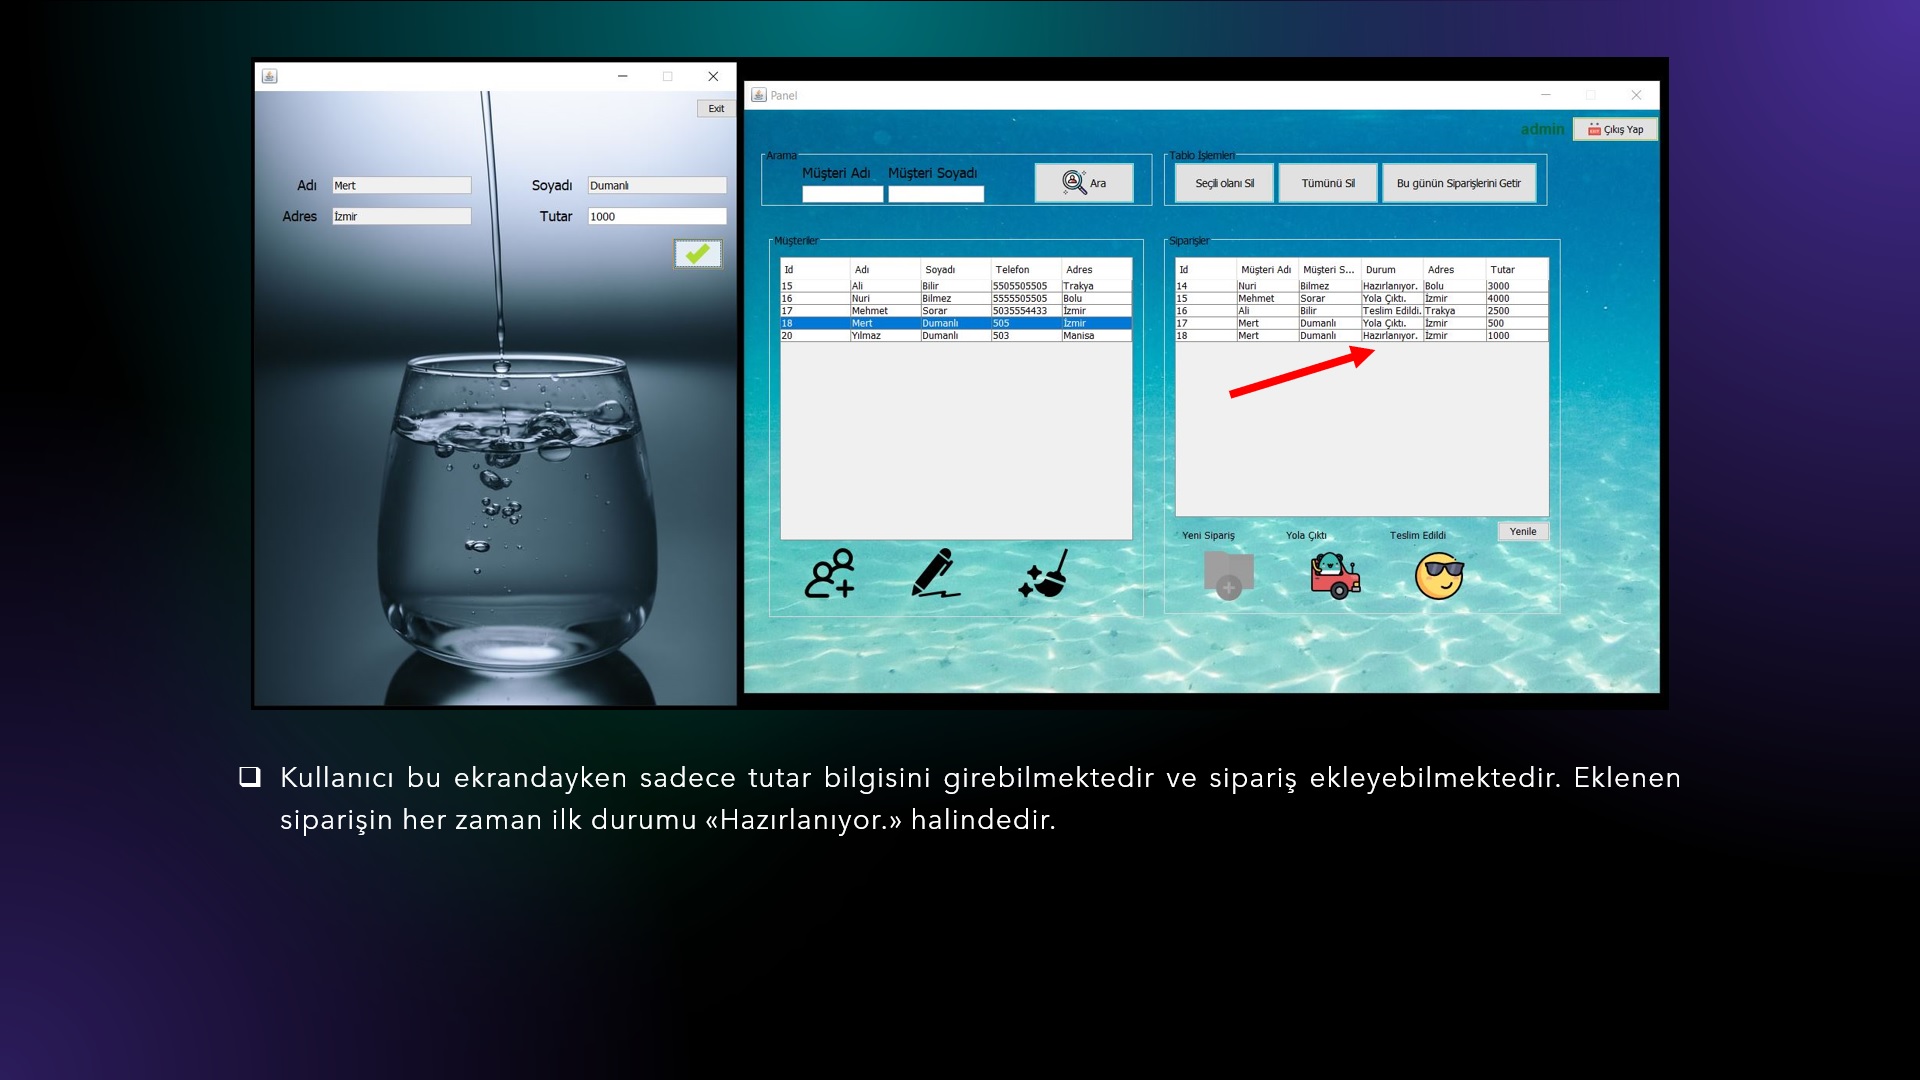 Exit
Adı Mert Soyadı Dumanlı
Adres İzmir Tutar 1000
Panel
admin Çıkış Yap
Arama
Müşteri Adı Müşteri Soyadı
Ara
Tablo İşlemleri
Seçili olanı Sil Tümünü Sil Bu günün Siparişlerini Getir
Müşteriler
Id Adı Soyadı Telefon Adres
15 Ali Bilir 5505505505 Trakya
16 Nuri Bilmez 5555505505 Bolu
17 Mehmet Sorar 5035554433 İzmir
18 Mert Dumanlı 505 İzmir
20 Yılmaz Dumanlı 503 Manisa
Siparişler
Id Müşteri Adı Müşteri S... Durum Adres Tutar
14 Nuri Bilmez Hazırlanıyor. Bolu 3000
15 Mehmet Sorar Yola Çıktı. İzmir 4000
16 Ali Bilir Teslim Edildi. Trakya 2500
17 Mert Dumanlı Yola Çıktı. İzmir 500
18 Mert Dumanlı Hazırlanıyor. İzmir 1000
Yeni Sipariş Yola Çıktı Teslim Edildi Yenile
❑ Kullanıcı bu ekrandayken sadece tutar bilgisini girebilmektedir ve sipariş ekleyebilmektedir. Eklenen
siparişin her zaman ilk durumu «Hazırlanıyor.» halindedir.